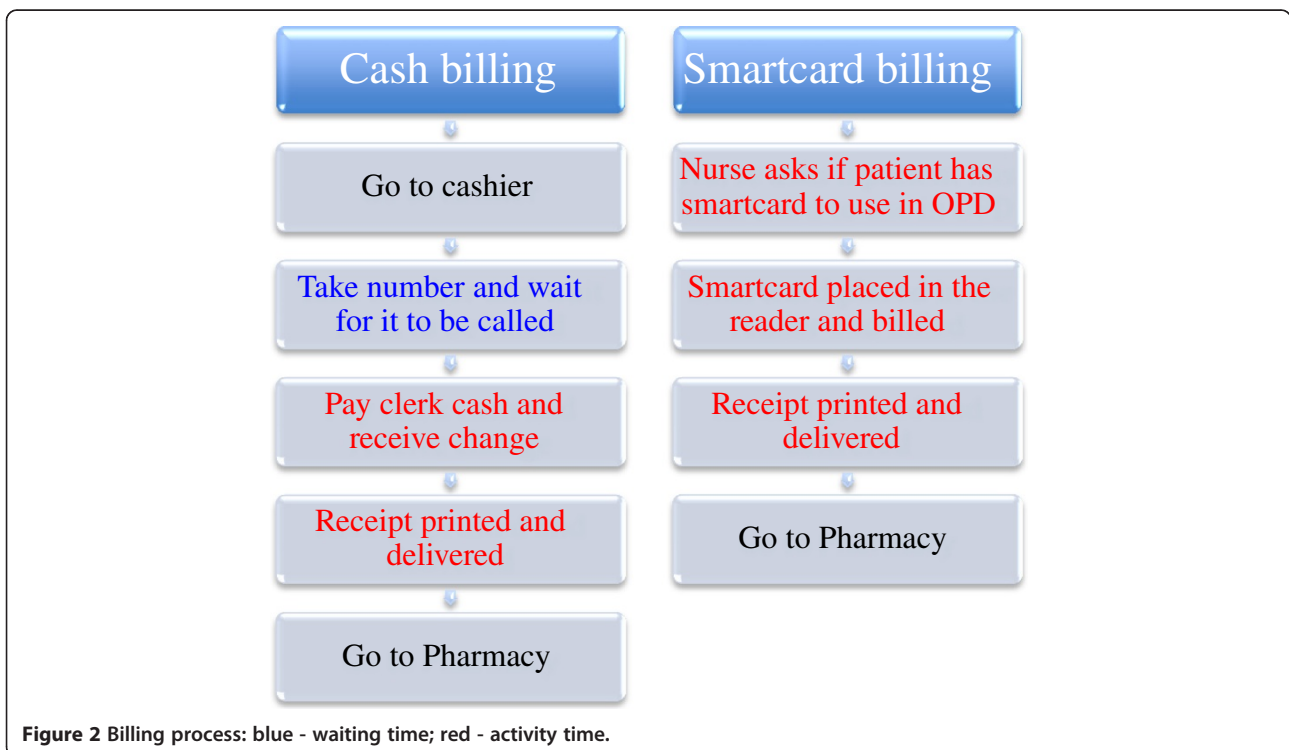 Cash billing
Go to cashier
Take number and wait
for it to be called
Pay clerk cash and
receive change
Receipt printed and
delivered
Go to Pharmacy
Smartcard billing
Nurse asks if patient has
smartcard to use in OPD
Smartcard placed in the
reader and billed
Receipt printed and
delivered
Go to Pharmacy
Figure 2 Billing process: blue - waiting time; red - activity time.